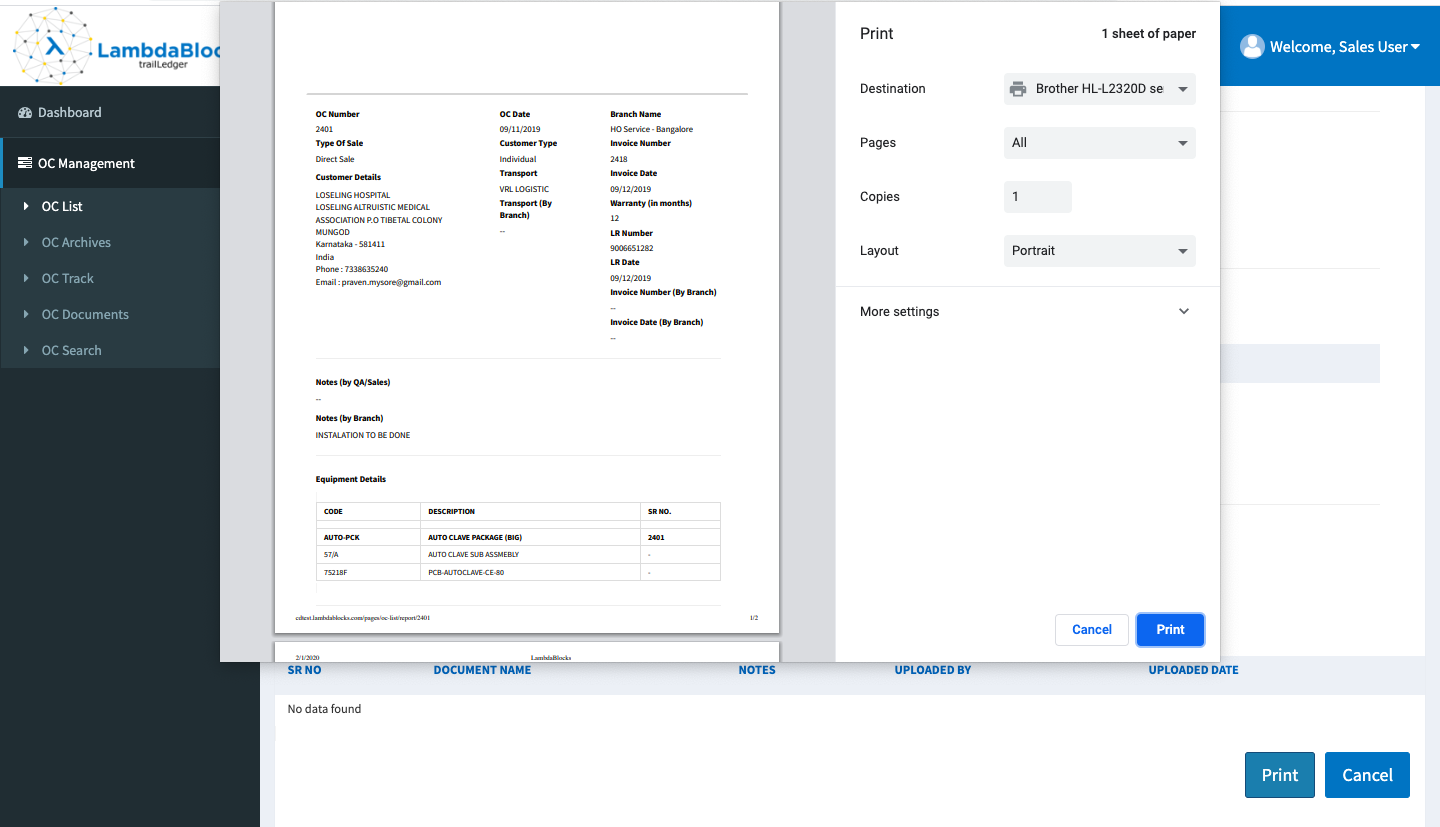 LambdaBloc
trailLedger
Dashboard
OC Management
OC List
OC Archives
OC Track
OC Documents
OC Search
OC Number
2401
Type Of Sale
Direct Sale
Customer Details
LOSELING HOSPITAL
LOSELING ALTRUISTIC MEDICAL
ASSOCIATION P.O TIBETAL COLONY
MUNGOD
Karnataka - 581411
India
Phone : 7338635240
Email : praven.mysore@gmail.com
OC Date
09/11/2019
Customer Type
Individual
Transport
VRL LOGISTIC
Transport (By
Branch)
--
Branch Name
HO Service - Bangalore
Invoice Number
2418
Invoice Date
09/12/2019
Warranty (in months)
12
LR Number
9006651282
LR Date
09/12/2019
Invoice Number (By Branch)
--
Invoice Date (By Branch)
--
Notes (by QA/Sales)
--
Notes (by Branch)
INSTALATION TO BE DONE
Equipment Details
CODE DESCRIPTION SR NO.
AUTO-PCK AUTO CLAVE PACKAGE (BIG) 2401
57/A AUTO CLAVE SUB ASSMEBLY -
75218F PCB-AUTOCLAVE-CE-80 -
cdtest.lambdablocks.com/pages/oc-list/report/2401 1/2
2/1/2020 LambdaBlocks
Print 1 sheet of paper
Destination Brother HL-L2320D se
Pages All
Copies 1
Layout Portrait
More settings
Cancel Print
Welcome, Sales User
SR NO DOCUMENT NAME NOTES UPLOADED BY UPLOADED DATE
No data found
Print Cancel